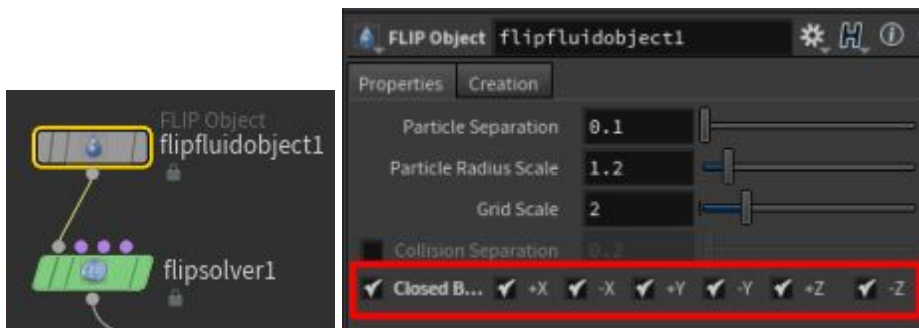 FLIP Object
flipfluidobject1
flipsolver1
FLIP Object flipfluidobject1
Properties Creation
Particle Separation 0.1
Particle Radius Scale 1.2
Grid Scale 2
Collision Separation 0.2
Closed B... +X -X +Y -Y +Z -Z